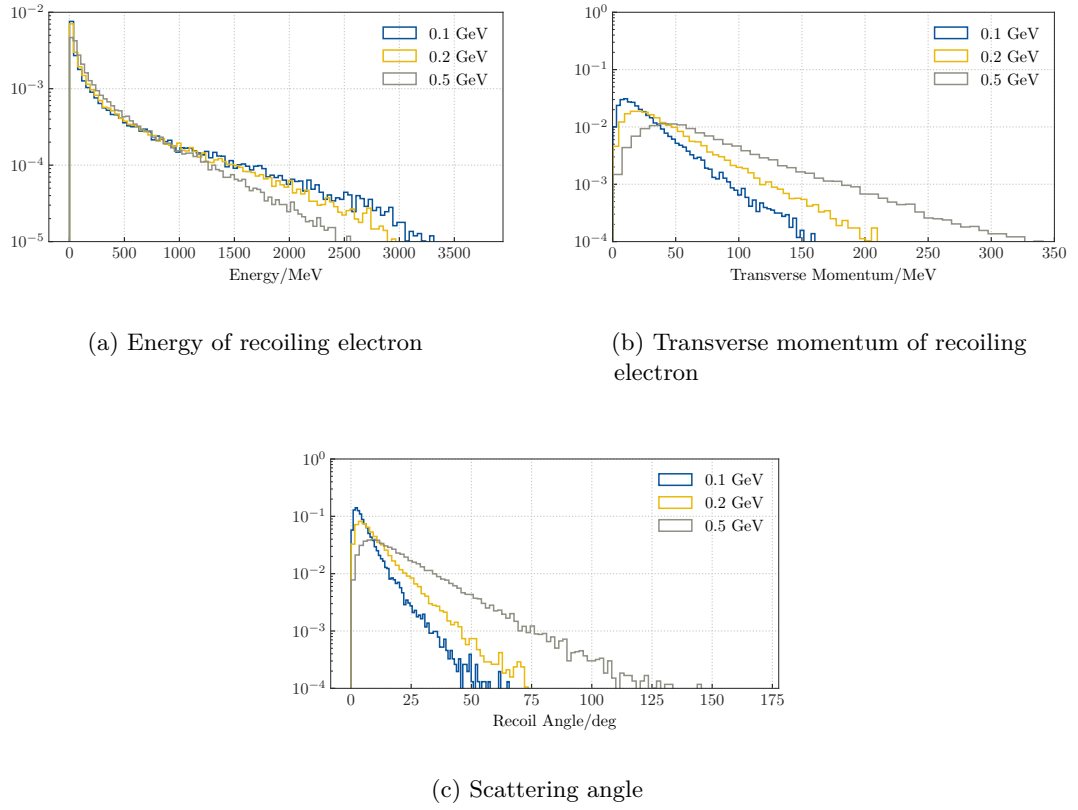 10^{-2}
10^{-3}
10^{-4}
10^{-5}
0.1 GeV
0.2 GeV
0.5 GeV
0 500 1000 1500 2000 2500 3000 3500
Energy/MeV
(a) Energy of recoiling electron
10^{0}
10^{-1}
10^{-2}
10^{-3}
10^{-4}
0.1 GeV
0.2 GeV
0.5 GeV
0 50 100 150 200 250 300 350
Transverse Momentum/MeV
(b) Transverse momentum of recoiling
electron
10^{0}
10^{-1}
10^{-2}
10^{-3}
10^{-4}
0.1 GeV
0.2 GeV
0.5 GeV
0 25 50 75 100 125 150 175
Recoil Angle/deg
(c) Scattering angle